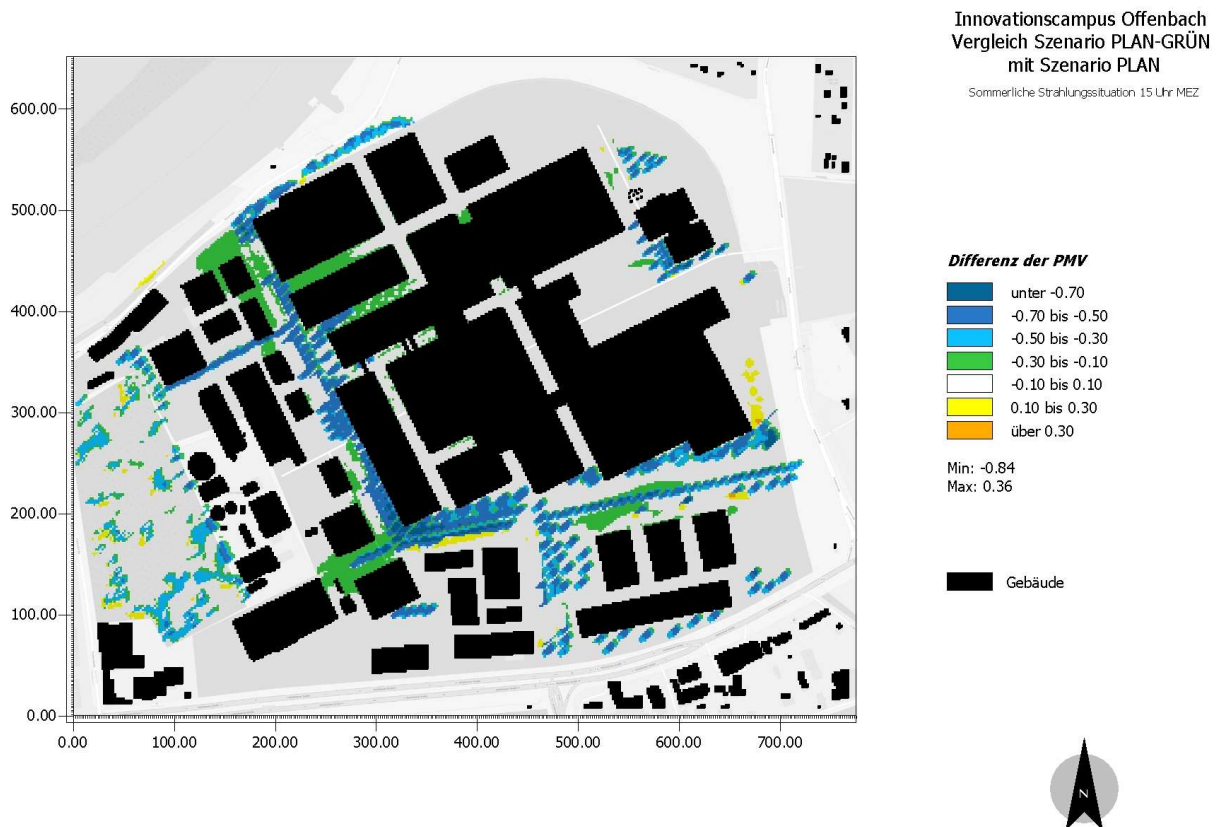 Innovationscampus Offenbach
Vergleich Szenario PLAN-GRÜN
mit Szenario PLAN
Sommerliche Strahlungssituation 15 Uhr MEZ
600.00
500.00
400.00
300.00
200.00
100.00
0.00
0.00 100.00 200.00 300.00 400.00 500.00 600.00 700.00
Differenz der PMV
unter -0.70
-0.70 bis -0.50
-0.50 bis -0.30
-0.30 bis -0.10
-0.10 bis 0.10
0.10 bis 0.30
über 0.30
Min: -0.84
Max: 0.36
Gebäude
N